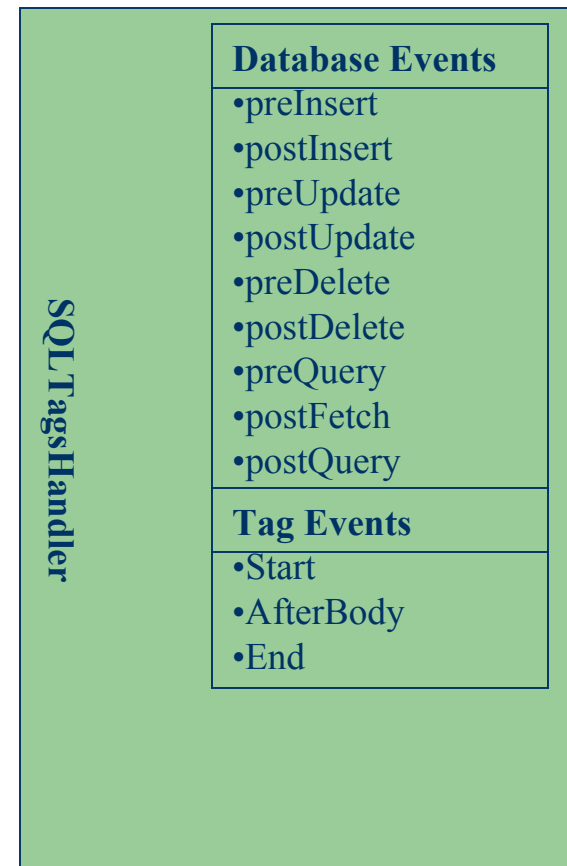 SQLTagsHandler
Database Events
•preInsert
•postInsert
•preUpdate
•postUpdate
•preDelete
•postDelete
•preQuery
•postFetch
•postQuery
Tag Events
•Start
•AfterBody
•End